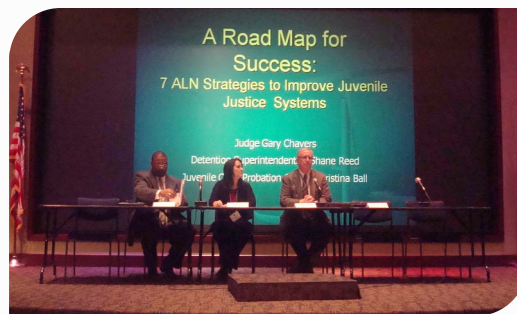 A Road Map for
Success:
7 ALN Strategies to Improve Juvenile
Justice Systems
Judge Gary Chavers
Detention Superintendent Shane Reed
Juvenile Probation ristina Ball